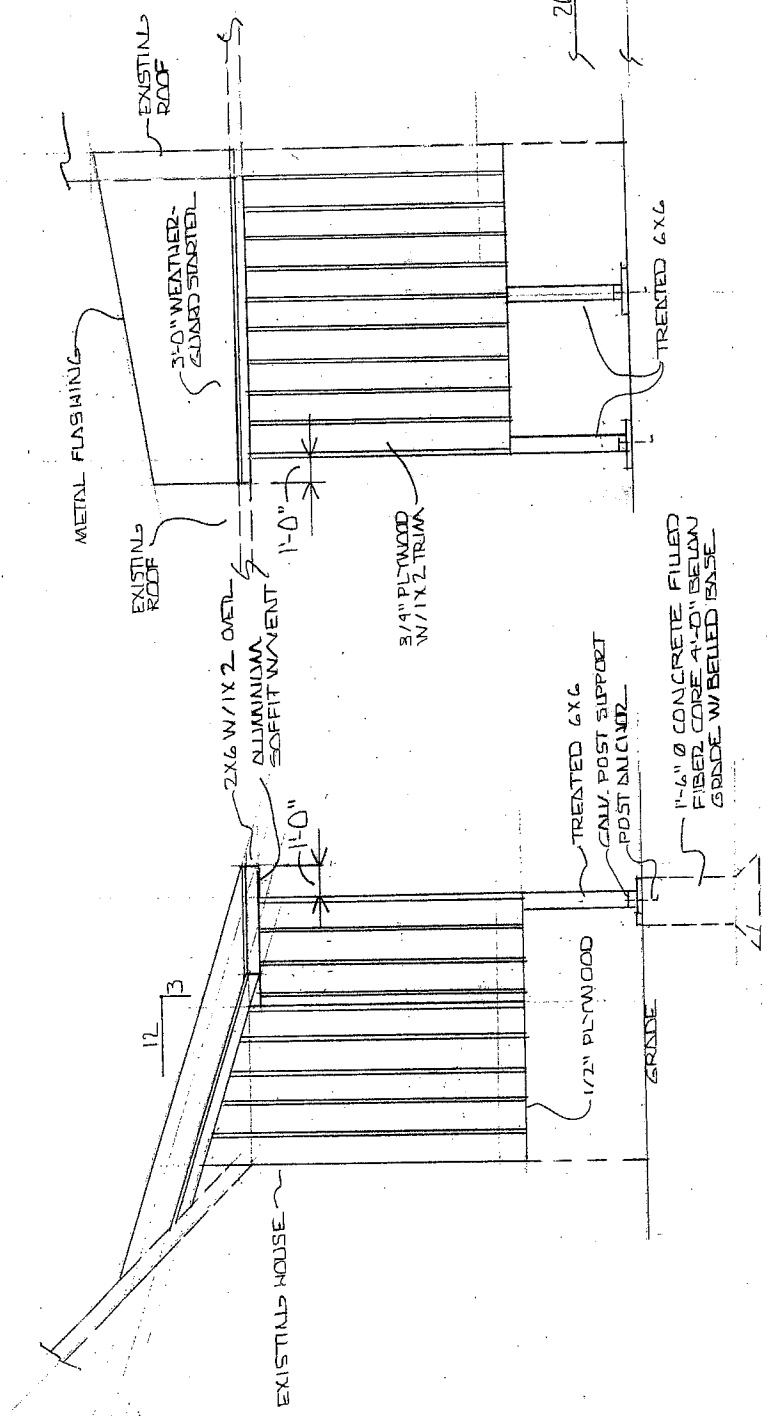 EXISTING
ROOF
METAL FLASHING
3'-0" WEATHER-
GUARD STARTER
EXISTING
ROOF
1'-0"
3/4" PLYWOOD
W/1X2 TRIM
TREATED 6X6
2X6 W/1X2 OVER
ALUMINUM
SOFFIT W/VENT
1'-0"
12
3
EXISTING HOUSE
1/2" PLYWOOD
TREATED 6X6
GALV. POST SUPPORT
POST ANCHOR
GRADE
1'-6" Ø CONCRETE FILLED
FIBER CORE 4'-0" BELOW
GRADE W/BELLED BASE